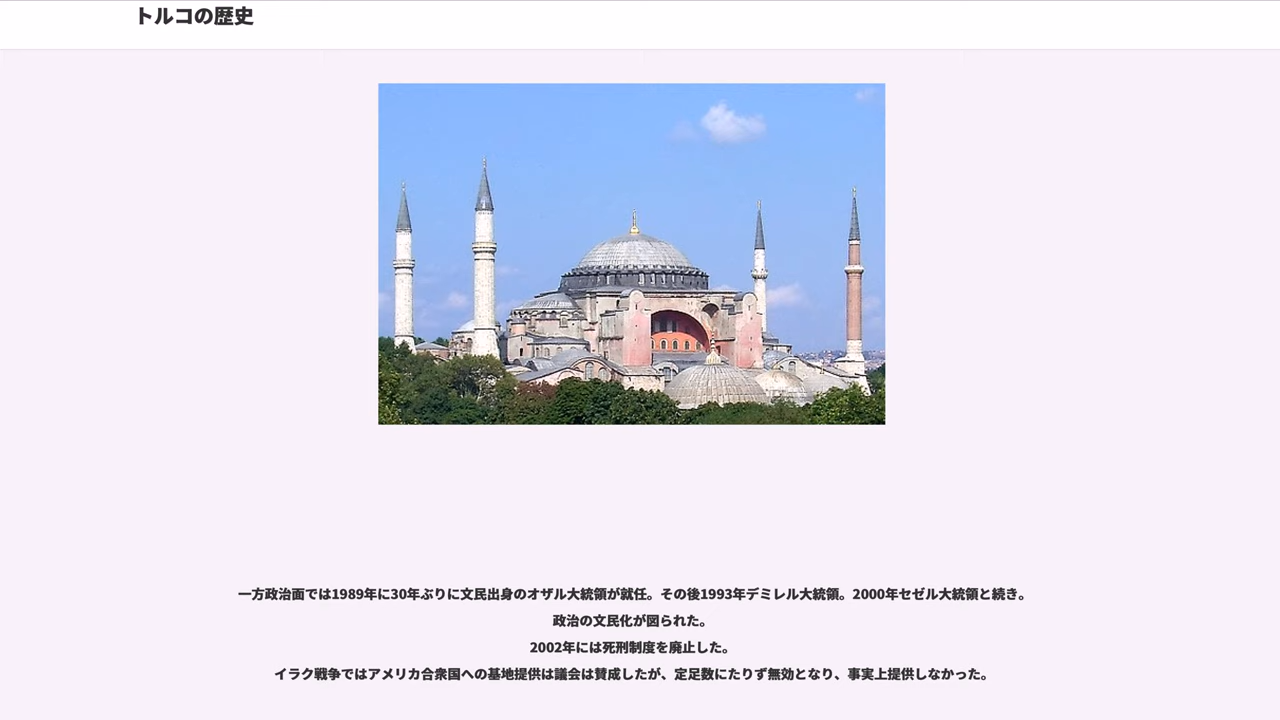 トルコの歴史
一方政治面では1989年に30年ぶりに文民出身のオザル大統領が就任。その後1993年デミレル大統領。2000年セゼル大統領と続き。
政治の文民化が図られた。
2002年には死刑制度を廃止した。
イラク戦争ではアメリカ合衆国への基地提供は議会は賛成したが、定足数にたりず無効となり、事実上提供しなかった。